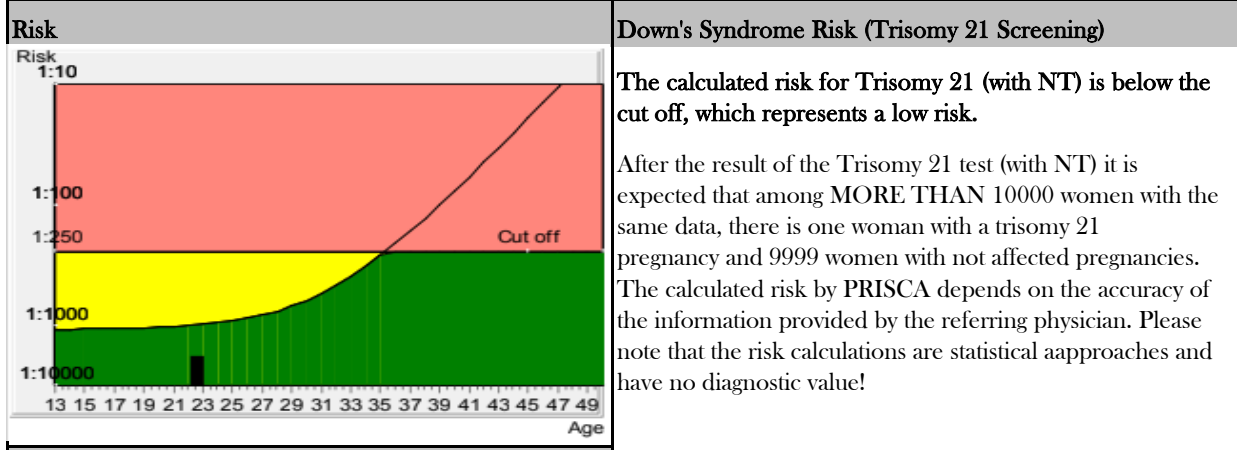 Risk
Risk
1:10
1:100
1:250
Cut off
1:1000
1:10000
13 15 17 19 21 23 25 27 29 31 33 35 37 39 41 43 45 47 49
Age
Down's Syndrome Risk (Trisomy 21 Screening)
The calculated risk for Trisomy 21 (with NT) is below the
cut off, which represents a low risk.
After the result of the Trisomy 21 test (with NT) it is
expected that among MORE THAN 10000 women with the
same data, there is one woman with a trisomy 21
pregnancy and 9999 women with not affected pregnancies.
The calculated risk by PRISCA depends on the accuracy of
the information provided by the referring physician. Please
note that the risk calculations are statistical aapproaches and
have no diagnostic value!